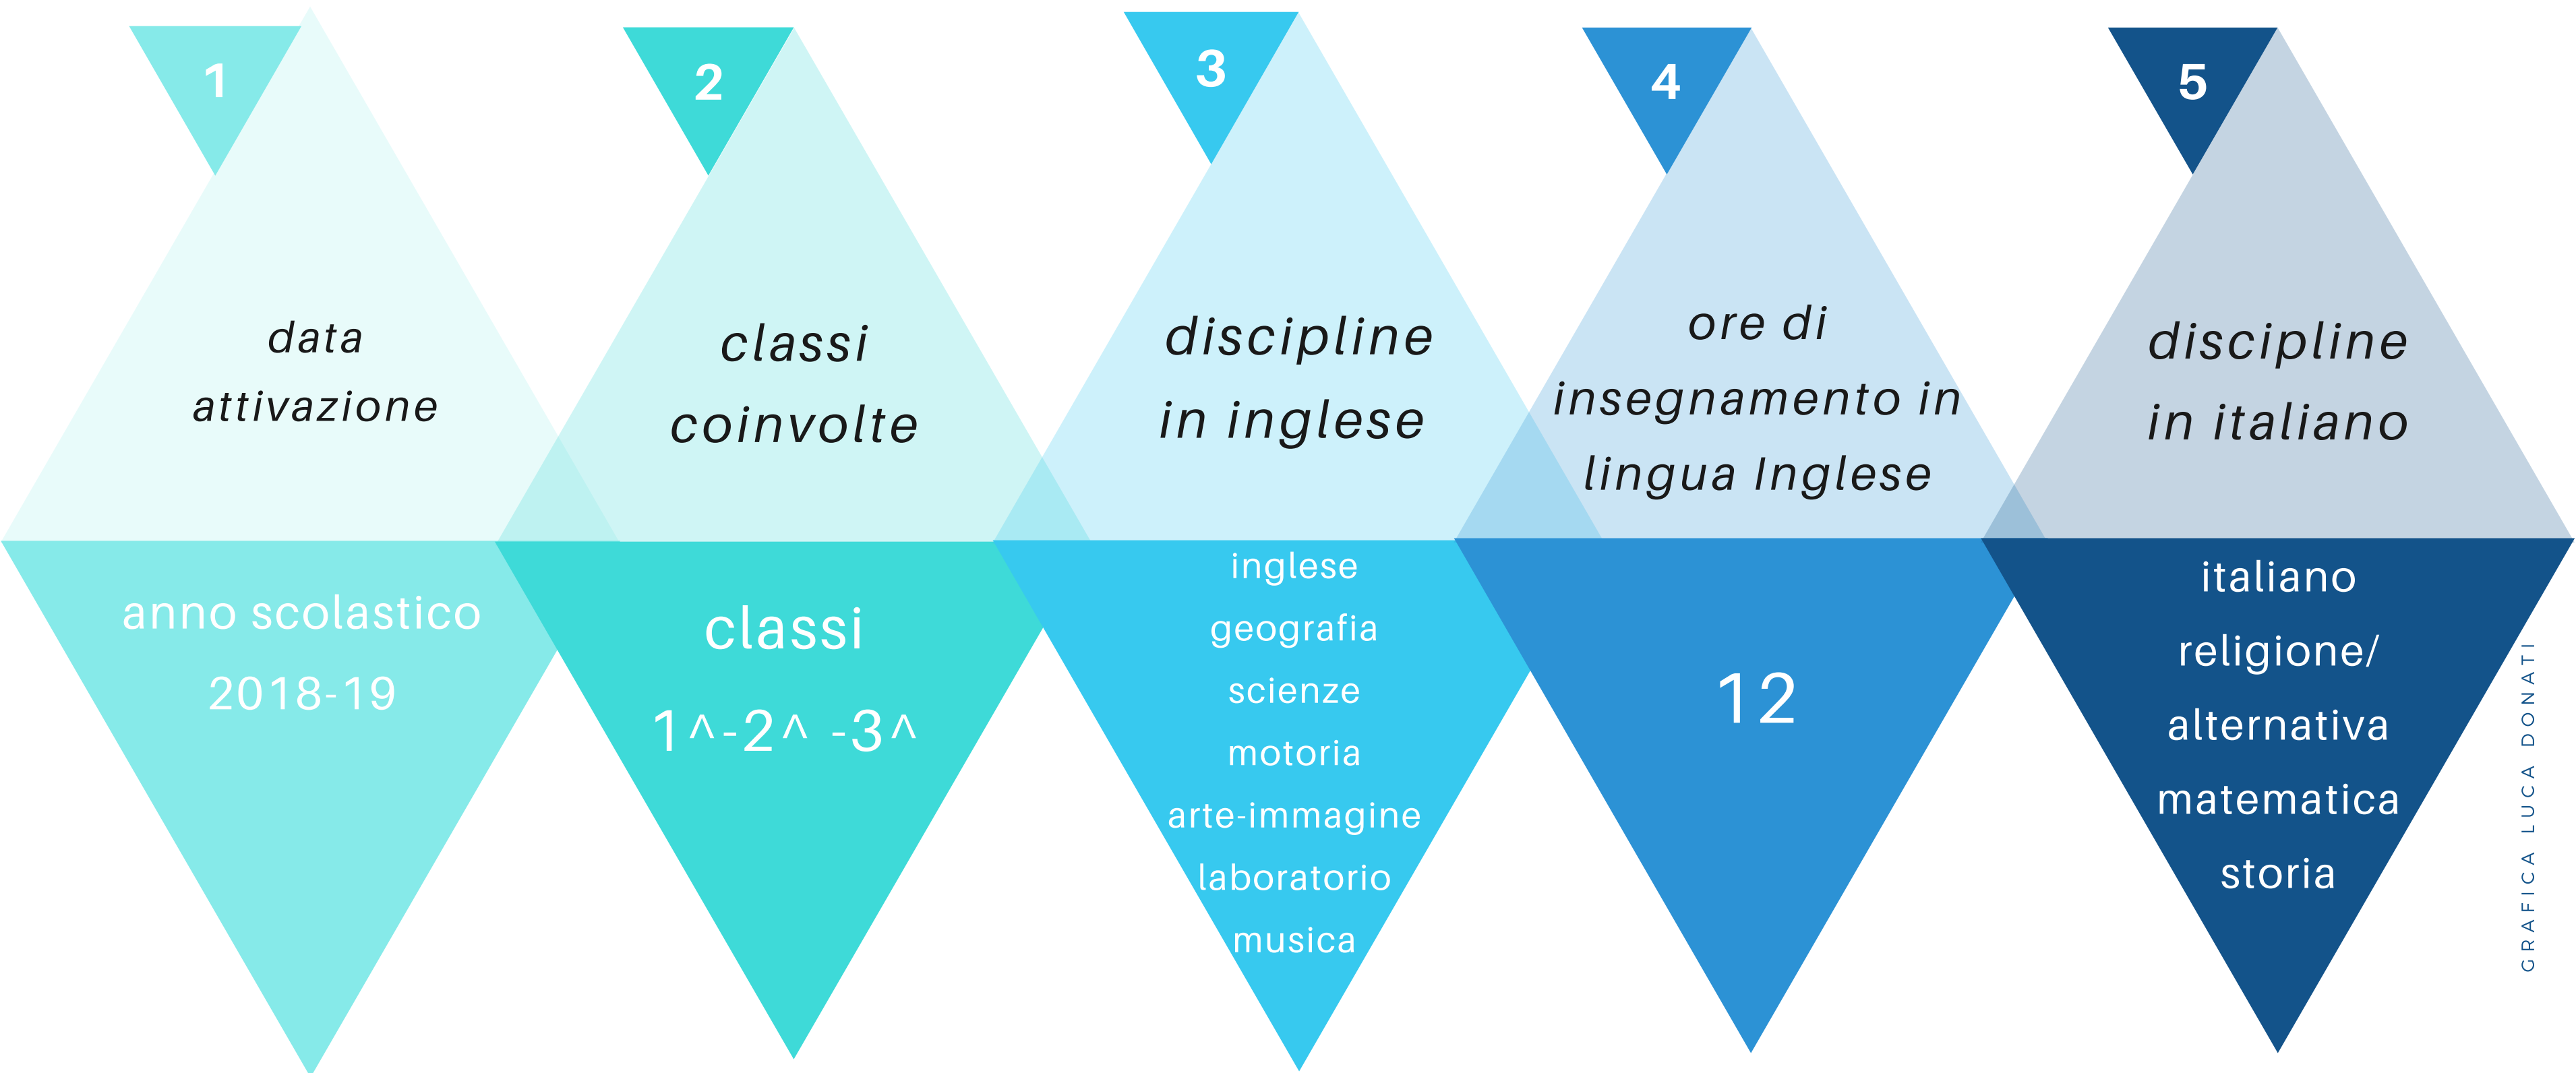 1
data
attivazione
anno scolastico
2018-19
2
classi
coinvolte
classi
1^-2^ -3^
3
discipline
in inglese
inglese
geografia
scienze
motoria
arte-immagine
laboratorio
musica
4
ore di
insegnamento in
lingua Inglese
12
5
discipline
in italiano
italiano
religione/
alternativa
matematica
storia
GRAFICA LUCA DONATI